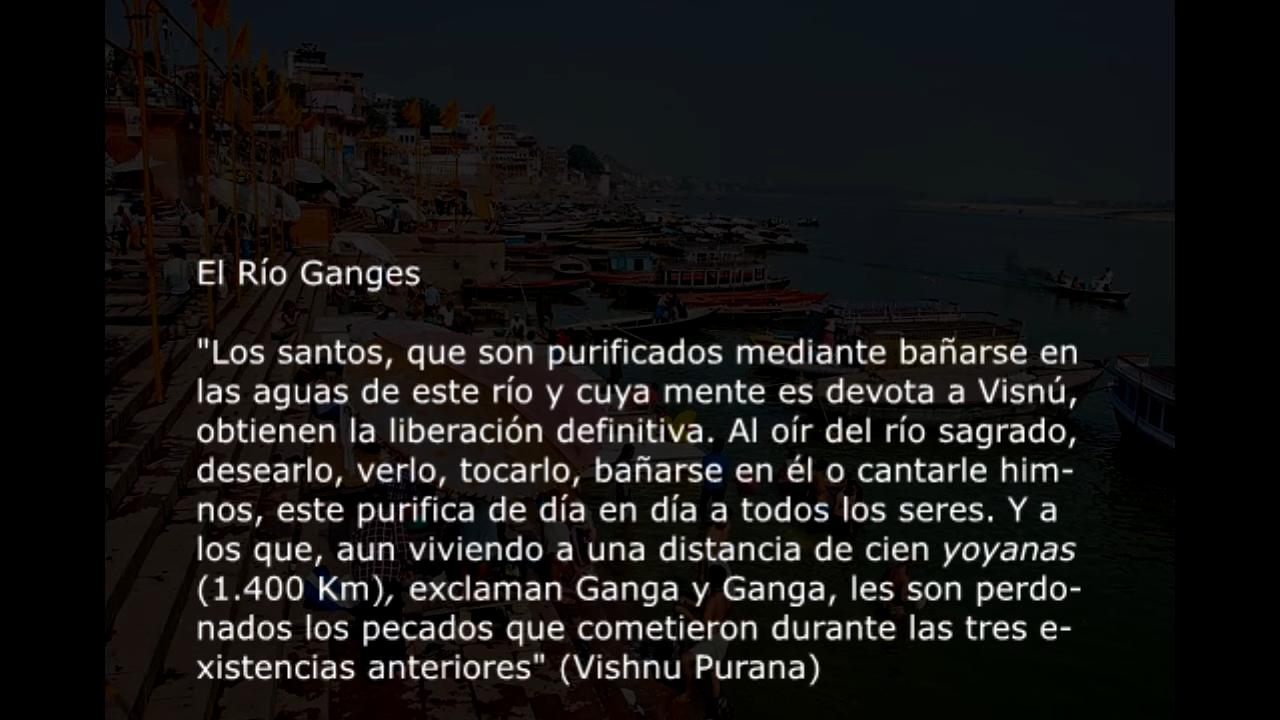 El Río Ganges
"Los santos, que son purificados mediante bañarse en
las aguas de este río y cuya mente es devota a Visnú,
obtienen la liberación definitiva. Al oír del río sagrado,
desearlo, verlo, tocarlo, bañarse en él o cantarle him-
nos, este purifica de día en día a todos los seres. Y a
los que, aun viviendo a una distancia de cien yoyanas
(1.400 Km), exclaman Ganga y Ganga, les son perdo-
nados los pecados que cometieron durante las tres e-
xistencias anteriores" (Vishnu Purana)